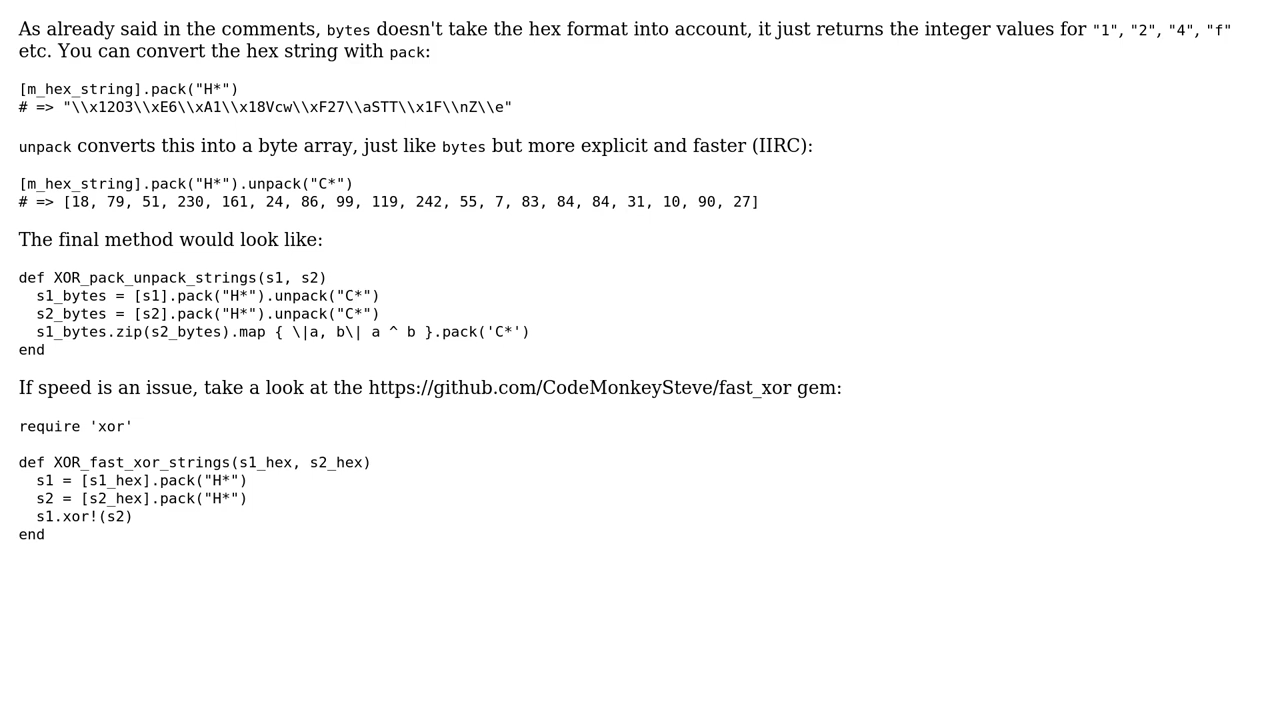 As already said in the comments, bytes doesn't take the hex format into account, it just returns the integer values for "1", "2", "4", "f"
etc. You can convert the hex string with pack:
[m_hex_string].pack("H*")
# => "\\x12O3\\xE6\\xA1\\x18Vcw\\xF27\\aSTT\\x1F\\nZ\\e"
unpack converts this into a byte array, just like bytes but more explicit and faster (IIRC):
[m_hex_string].pack("H*").unpack("C*")
# => [18, 79, 51, 230, 161, 24, 86, 99, 119, 242, 55, 7, 83, 84, 84, 31, 10, 90, 27]
The final method would look like:
def XOR_pack_unpack_strings(s1, s2)
  s1_bytes = [s1].pack("H*").unpack("C*")
  s2_bytes = [s2].pack("H*").unpack("C*")
  s1_bytes.zip(s2_bytes).map { \|a, b\| a ^ b }.pack('C*')
end
If speed is an issue, take a look at the https://github.com/CodeMonkeySteve/fast_xor gem:
require 'xor'
def XOR_fast_xor_strings(s1_hex, s2_hex)
  s1 = [s1_hex].pack("H*")
  s2 = [s2_hex].pack("H*")
  s1.xor!(s2)
end